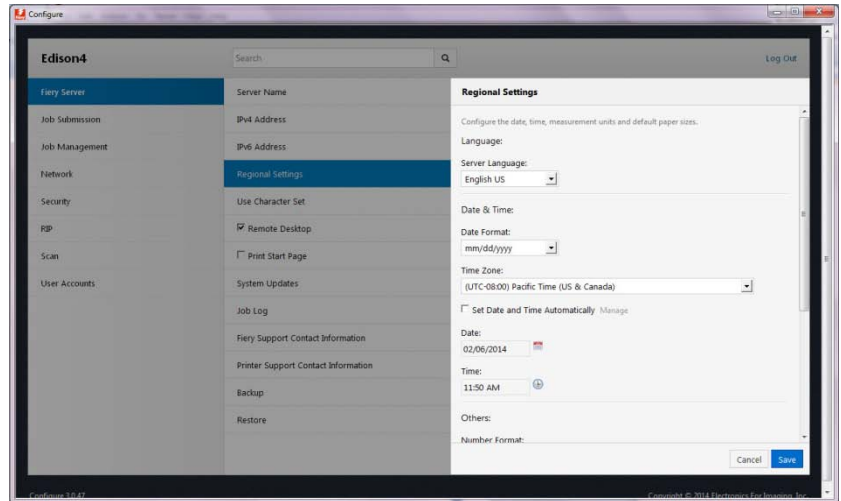 Configure
Edison4
Search
Log Out
Fiery Server
Job Submission
Job Management
Network
Security
RIP
Scan
User Accounts
Server Name
IPv4 Address
IPv6 Address
Regional Settings
Use Character Set
Remote Desktop
Print Start Page
System Updates
Job Log
Fiery Support Contact Information
Printer Support Contact Information
Backup
Restore
Regional Settings
Configure the date, time, measurement units and default paper sizes.
Language:
Server Language:
English US
Date & Time:
Date Format:
mm/dd/yyyy
Time Zone:
(UTC-08:00) Pacific Time (US & Canada)
Set Date and Time Automatically Manage
Date:
02/06/2014
Time:
11:50 AM
Others:
Number Format:
Cancel
Save
Configure 3.0.47
Copyright © 2014 Electronics For Imaging, Inc.